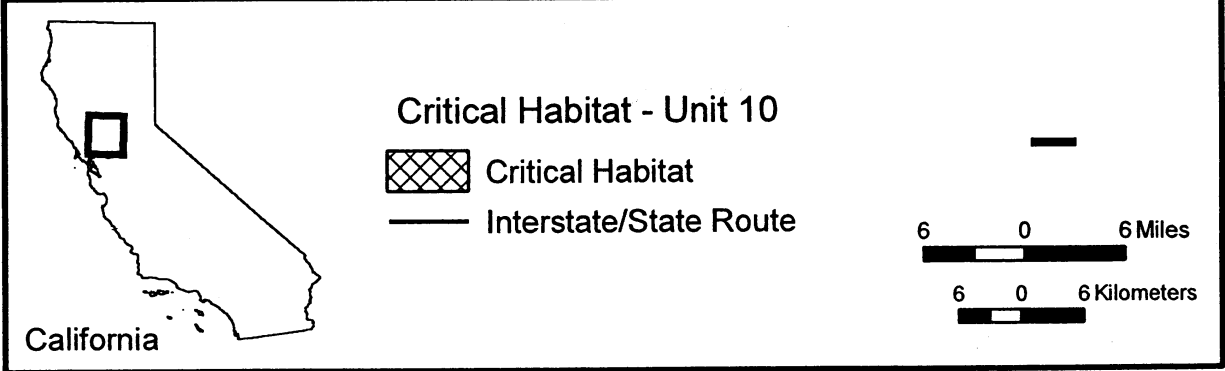 Critical Habitat - Unit 10
Critical Habitat
Interstate/State Route
6 0 6 Miles
6 0 6 Kilometers
California